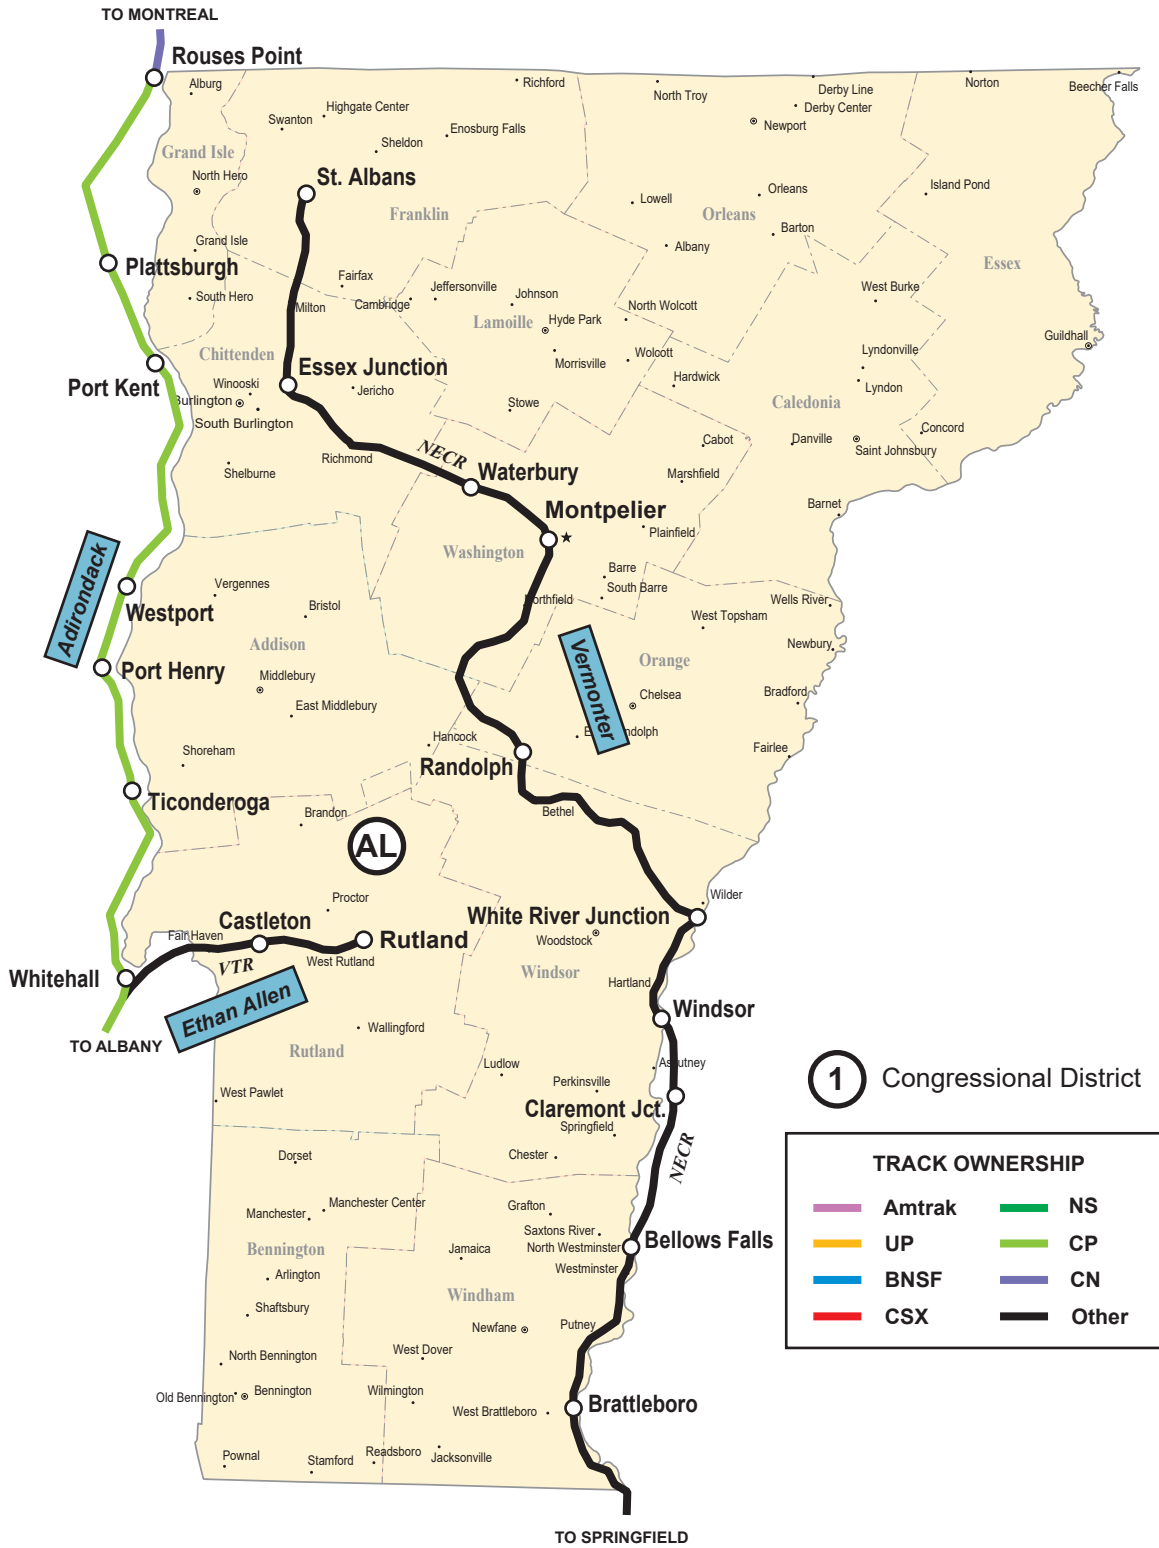 TO MONTREAL
Rouses Point
Alburg
Richford
North Troy
Derby Line
Norton
Beecher Falls
Derby Center
Highgate Center
Swanton
Enosburg Falls
Newport
Sheldon
Grand Isle
North Hero
St. Albans
Lowell
Orleans
Island Pond
Franklin
Orleans
Barton
Grand Isle
Albany
Essex
Plattsburgh
Fairfax
Jeffersonville
West Burke
South Hero
Cambridge
Johnson
North Wolcott
Milton
Lamoille
Hyde Park
Guildhall
Chittenden
Lyndonville
Wolcott
Morrisville
Essex Junction
Port Kent
Winooski
Jericho
Hardwick
Lyndon
Burlington
Stowe
Caledonia
South Burlington
Concord
Cabot
Danville
Saint Johnsbury
Richmond
NECR
Shelburne
Waterbury
Marshfield
Montpelier
Barnet
Plainfield
Washington
Barre
Adirondack
Vergennes
South Barre
Wells River
Northfield
Westport
Bristol
West Topsham
Addison
Newbury
Port Henry
Middlebury
Vermonter
Orange
Chelsea
Bradford
East Middlebury
Hancock
Shoreham
Fairlee
Randolph
Ticonderoga
Brandon
Bethel
AL
Proctor
Wilder
Castleton
White River Junction
Fair Haven
Rutland
Woodstock
VTR
West Rutland
Whitehall
Windsor
Hartland
Ethan Allen
Windsor
Wallingford
TO ALBANY
Rutland
Ludlow
Ascutney
Perkinsville
1 Congressional District
West Pawlet
Claremont Jct.
Springfield
NECR
Dorset
Chester
TRACK OWNERSHIP
Amtrak
NS
UP
CP
BNSF
CN
CSX
Other
Manchester Center
Manchester
Grafton
Saxtons River
Bellows Falls
Bennington
Jamaica
North Westminster
Westminster
Arlington
Windham
Shaftsbury
Newfane
Putney
West Dover
North Bennington
Old Bennington
Bennington
Wilmington
West Brattleboro
Brattleboro
Pownal
Stamford
Readsboro
Jacksonville
TO SPRINGFIELD